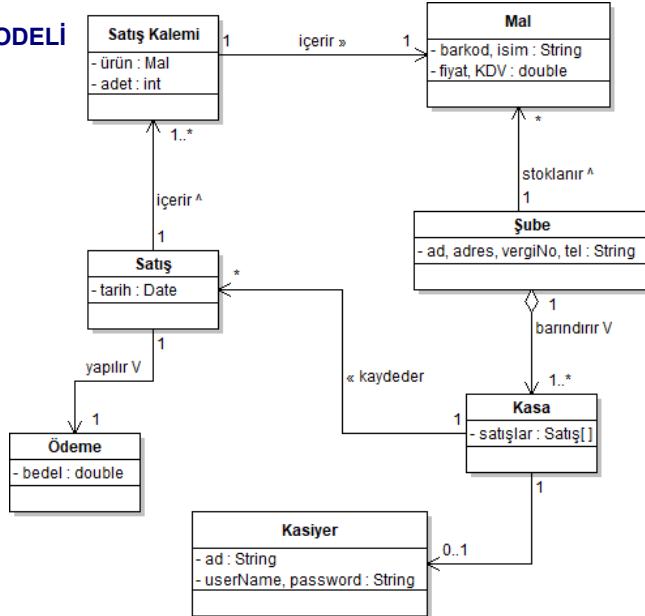 ODELİ
Satış Kalemi
- ürün : Mal
- adet : int
1
içerir »
1
Mal
- barkod, isim : String
- fiyat, KDV : double
1..*
*
içerir ^
1
stoklanır ^
1
Şube
- ad, adres, vergiNo, tel : String
Satış
- tarih : Date
*
1
barındırır V
1
yapılır V
« kaydeder
1..*
1
Kasa
- satışlar : Satış[ ]
1
Ödeme
- bedel : double
1
Kasiyer
- ad : String
- userName, password : String
0..1